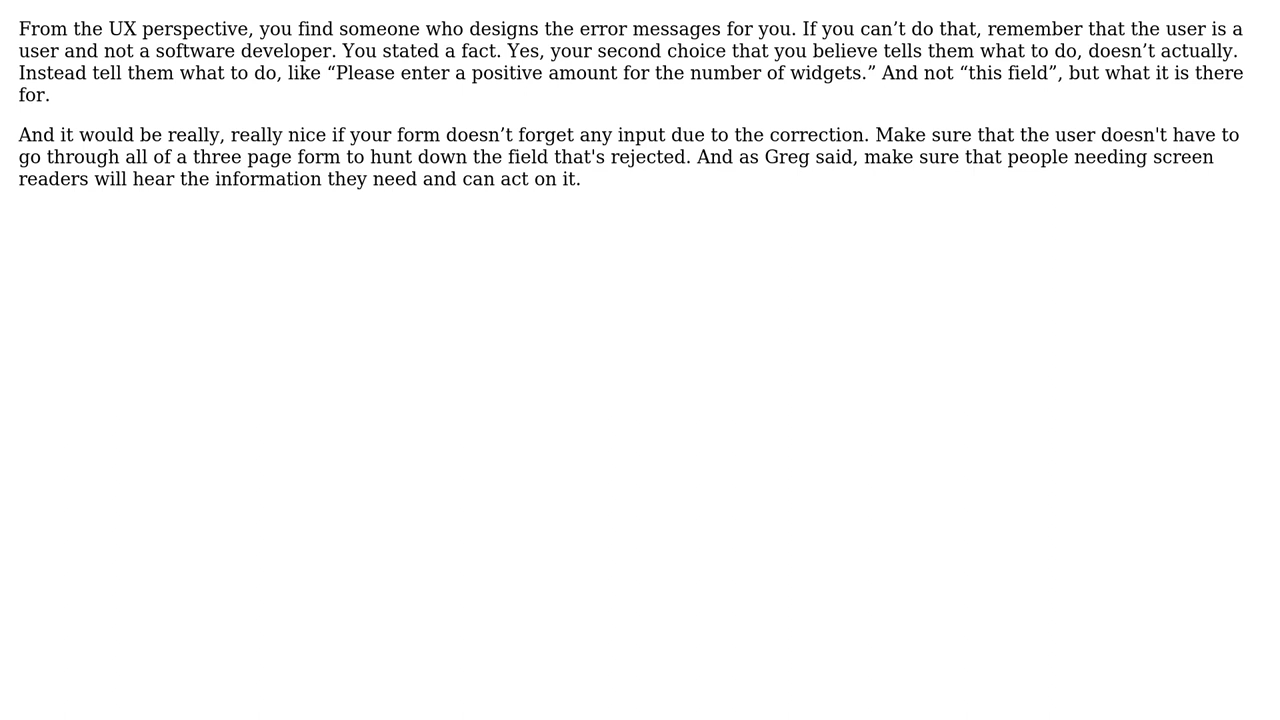 From the UX perspective, you find someone who designs the error messages for you. If you can’t do that, remember that the user is a
user and not a software developer. You stated a fact. Yes, your second choice that you believe tells them what to do, doesn’t actually.
Instead tell them what to do, like “Please enter a positive amount for the number of widgets.” And not “this field”, but what it is there
for.
And it would be really, really nice if your form doesn’t forget any input due to the correction. Make sure that the user doesn't have to
go through all of a three page form to hunt down the field that's rejected. And as Greg said, make sure that people needing screen
readers will hear the information they need and can act on it.